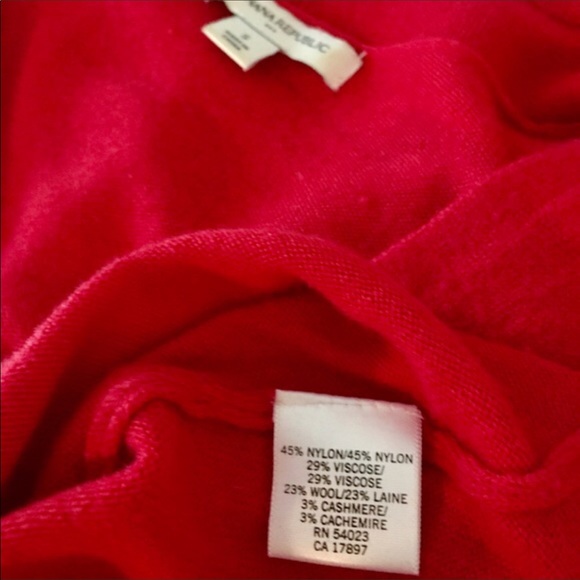 REPUBLIC
S
45% NYLON/45% NYLON
29% VISCOSE/
29% VISCOSE
23% WOOL/23% LAINE
3% CASHMERE/
3% CACHEMIRE
RN 54023
CA 17897